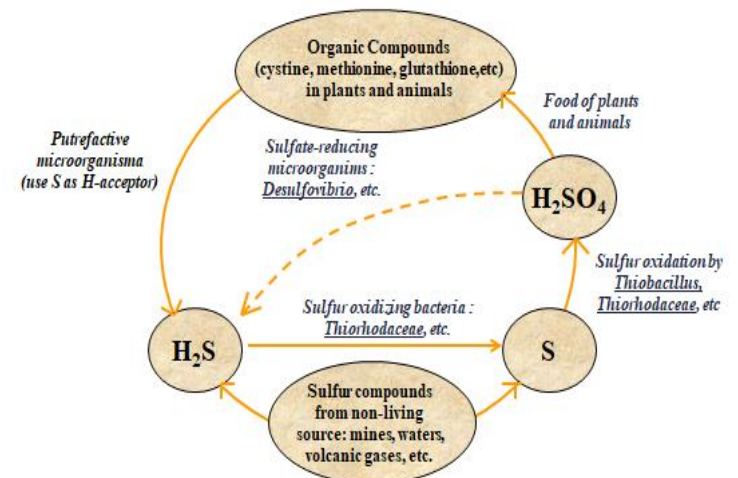 Organic Compounds
(cystine, methionine, glutathione,etc)
in plants and animals
Food of plants
and animals
Putrefactive
microorganisma
(use S as H-acceptor)
Sulfate-reducing
microorganims :
Desulfovibrio, etc.
H₂SO₄
Sulfur oxidation by
Thiobacillus,
Thiorhodaceae, etc
Sulfur oxidizing bacteria :
Thiorhodaceae, etc.
H₂S
S
Sulfur compounds
from non-living
source: mines, waters,
volcanic gases, etc.